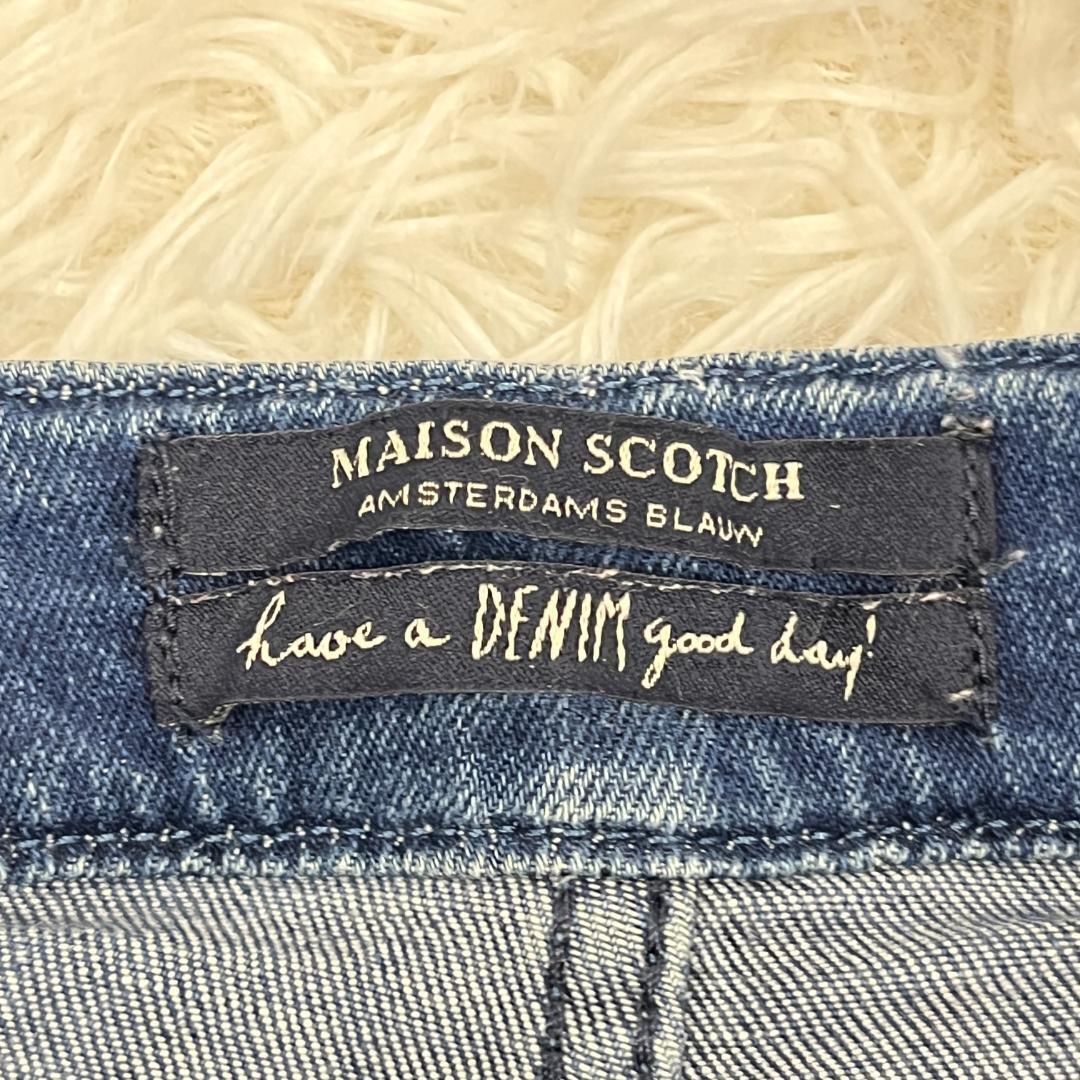 MAISON SCOTCH
AMSTERDAMS BLAUW
have a DENIM good day!